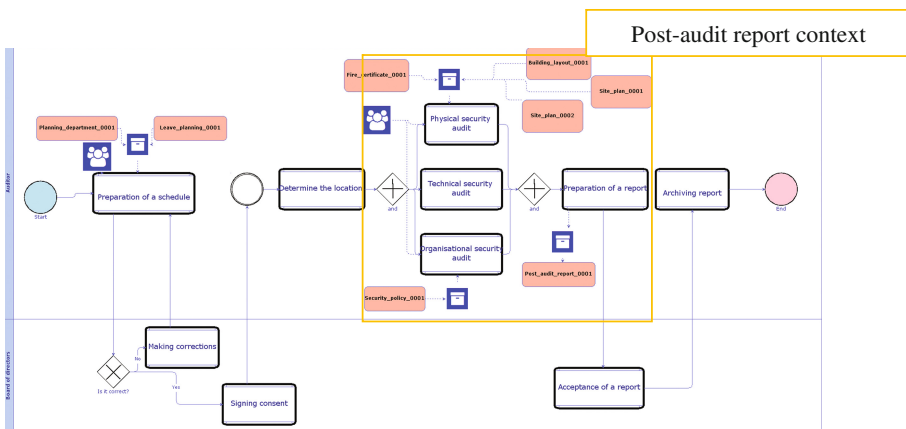 Post-audit report context
Building_layout_0001
Fire_certificate_0001
Site_plan_0001
Site_plan_0002
Planning_department_0001
Leave_planning_0001
Physical security
audit
Auditor
Start
Preparation of a schedule
Determine the location
and
Technical security
audit
and
Preparation of a report
Archiving report
End
Organisational security
audit
Post_audit_report_0001
Security_policy_0001
Board of directors
Making corrections
No
Is it correct?
Yes
Signing consent
Acceptance of a report